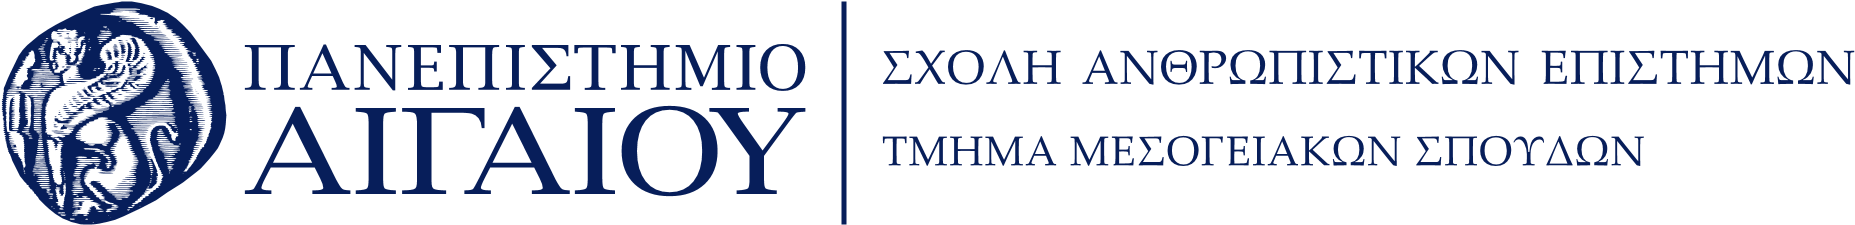 ΠΑΝΕΠΙΣΤΗΜΙΟ
ΑΙΓΑΙΟΥ
ΣΧΟΛΗ ΑΝΘΡΩΠΙΣΤΙΚΩΝ ΕΠΙΣΤΗΜΩΝ
ΤΜΗΜΑ ΜΕΣΟΓΕΙΑΚΩΝ ΣΠΟΥΔΩΝ